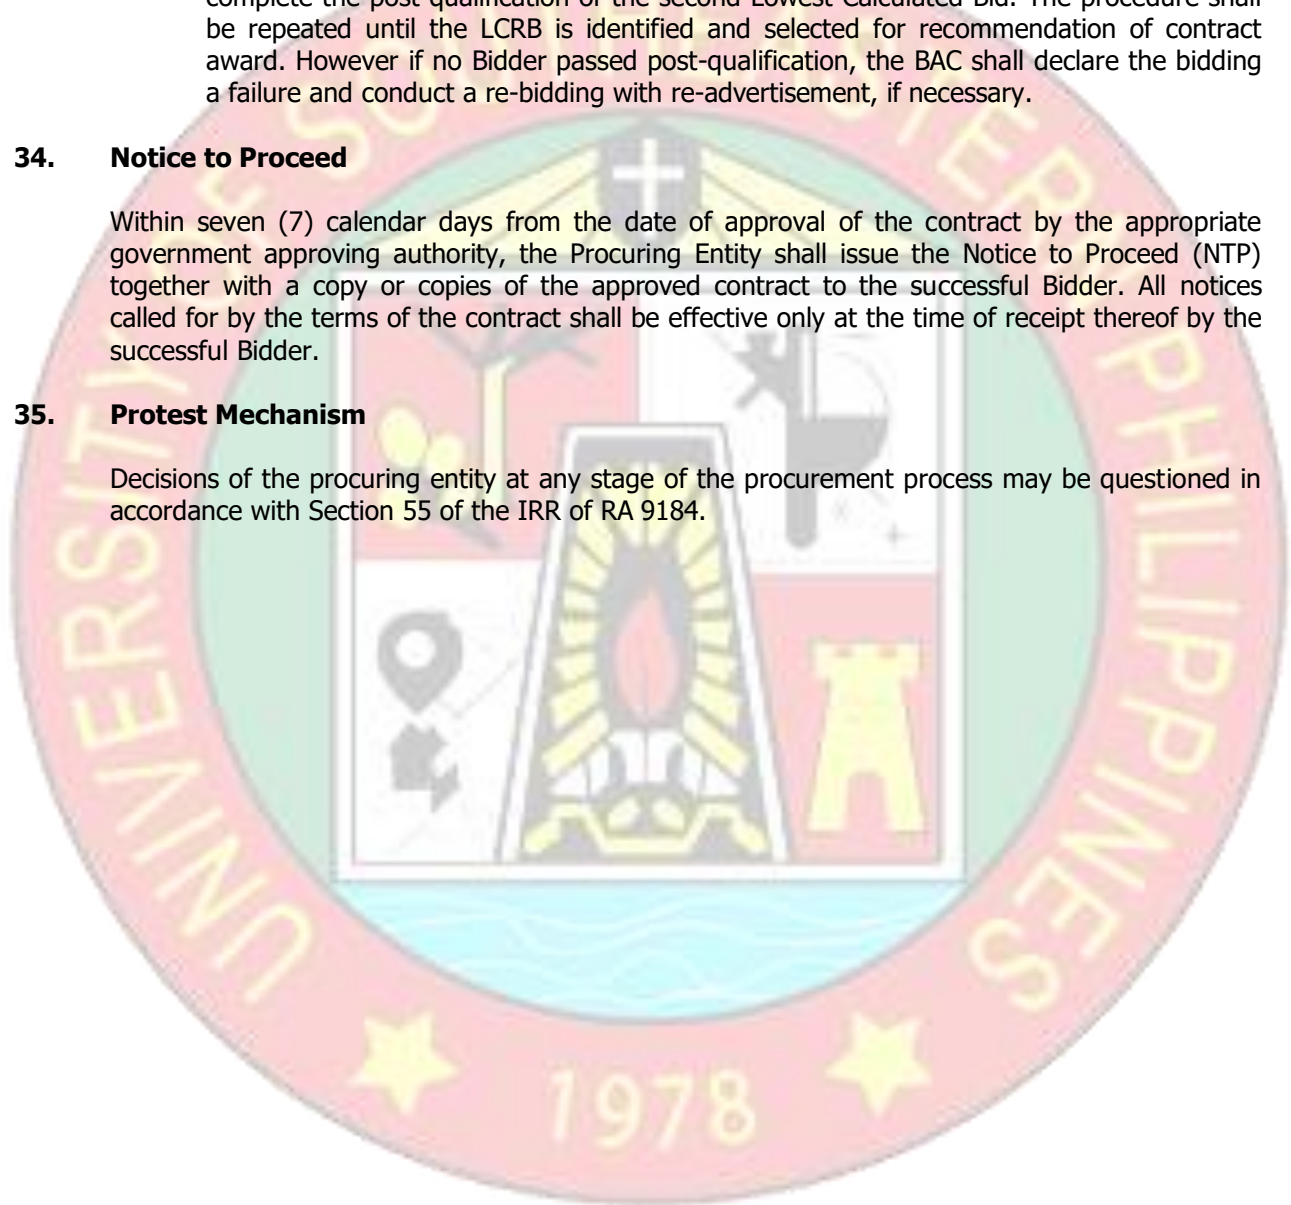 complete the post-qualification of the second Lowest Calculated Bid. The procedure shall
be repeated until the LCRB is identified and selected for recommendation of contract
award. However if no Bidder passed post-qualification, the BAC shall declare the bidding
a failure and conduct a re-bidding with re-advertisement, if necessary.
34. Notice to Proceed
Within seven (7) calendar days from the date of approval of the contract by the appropriate
government approving authority, the Procuring Entity shall issue the Notice to Proceed (NTP)
together with a copy or copies of the approved contract to the successful Bidder. All notices
called for by the terms of the contract shall be effective only at the time of receipt thereof by the
successful Bidder.
35. Protest Mechanism
Decisions of the procuring entity at any stage of the procurement process may be questioned in
accordance with Section 55 of the IRR of RA 9184.
UNIVERSITY OF SOUTHEASTERN PHILIPPINES
1978